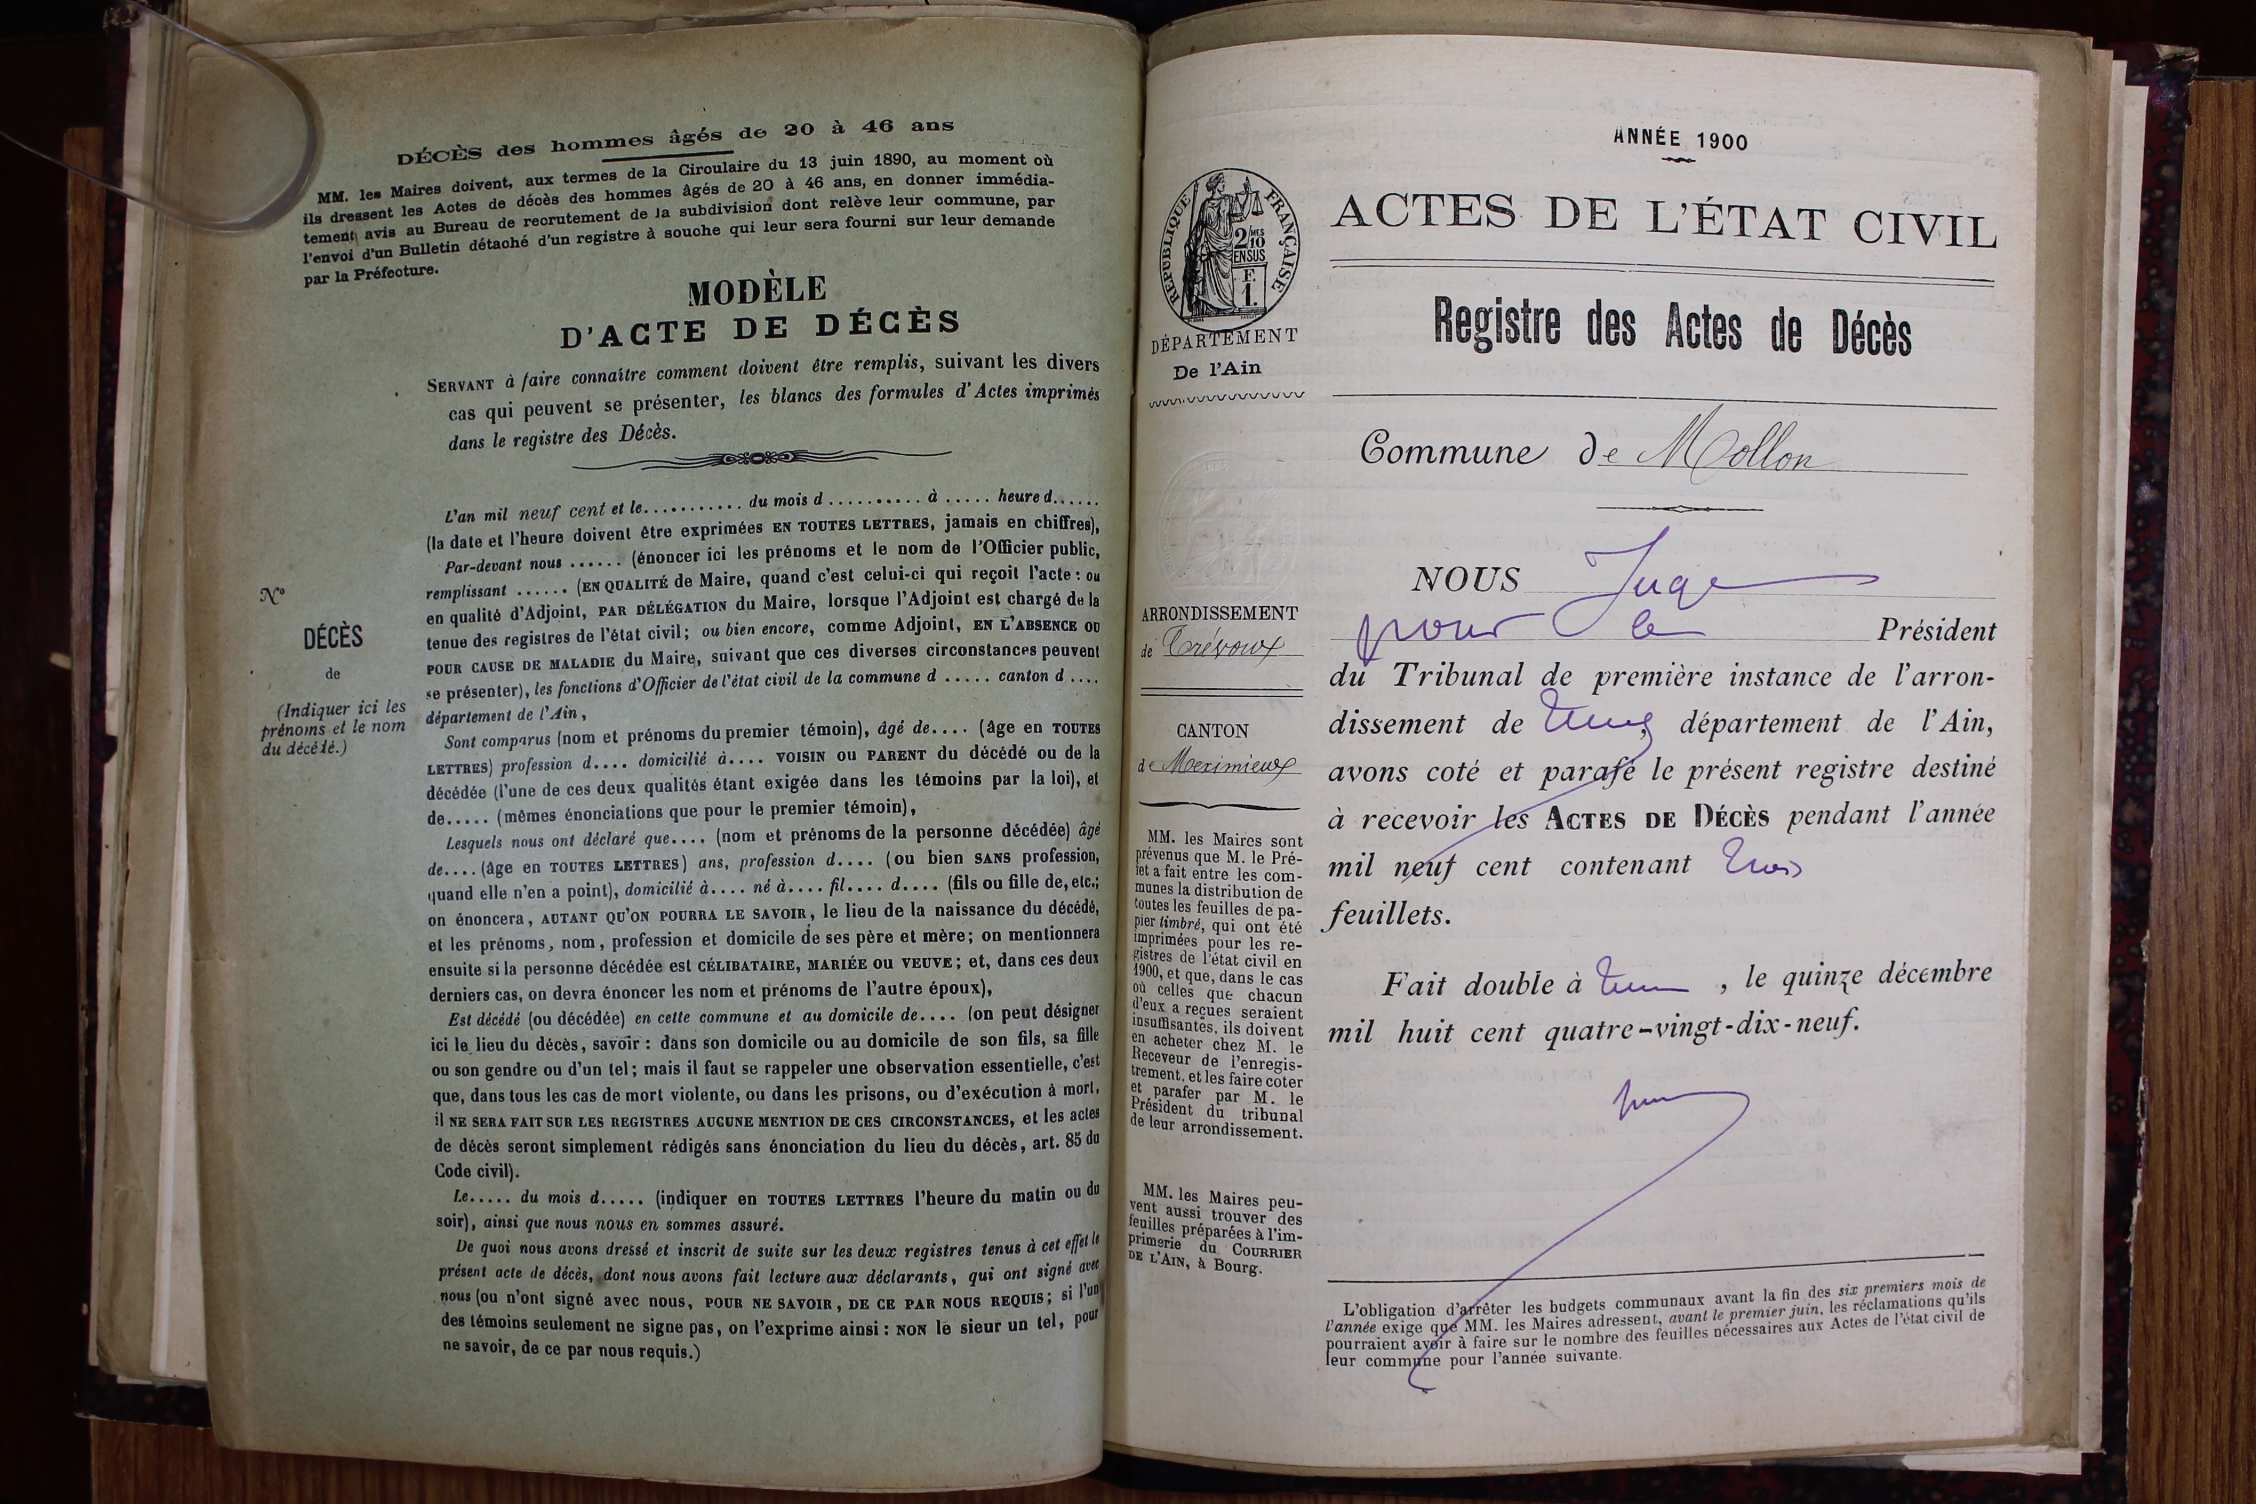 DÉCÈS des hommes âgés de 20 à 46 ans
MM. les Maires doivent, aux termes de la Circulaire du 13 juin 1890, au moment où
ils dressent les Actes de décès des hommes âgés de 20 à 46 ans, en donner immédia-
tement avis au Bureau de recrutement de la subdivision dont relève leur commune, par
l'envoi d'un Bulletin détaché d'un registre à souche qui leur sera fourni sur leur demande
par la Préfecture.
MODÈLE
D'ACTE DE DÉCÈS
SERVANT à faire connaître comment doivent être remplis, suivant les divers
cas qui peuvent se présenter, les blancs des formules d'Actes imprimés
dans le registre des Décès.
N°
DÉCÈS
de
(Indiquer ici les
prénoms et le nom
du décédé.)
L'an mil neuf cent et le........... du mois d .......... à ..... heure d......
(la date et l'heure doivent être exprimées EN TOUTES LETTRES, jamais en chiffres),
Par-devant nous ...... (énoncer ici les prénoms et le nom de l'Officier public,
remplissant ...... (EN QUALITÉ de Maire, quand c'est celui-ci qui reçoit l'acte : ou
en qualité d'Adjoint, PAR DÉLÉGATION du Maire, lorsque l'Adjoint est chargé de la
tenue des registres de l'état civil; ou bien encore, comme Adjoint, EN L'ABSENCE OU
POUR CAUSE DE MALADIE du Maire, suivant que ces diverses circonstances peuvent
se présenter), les fonctions d'Officier de l'état civil de la commune d ..... canton d ....
département de l'Ain,
Sont comparus (nom et prénoms du premier témoin), âgé de.... (âge en TOUTES
LETTRES) profession d.... domicilié à.... VOISIN OU PARENT du décédé ou de la
décédée (l'une de ces deux qualités étant exigée dans les témoins par la loi), et
de..... (mêmes énonciations que pour le premier témoin),
Lesquels nous ont déclaré que.... (nom et prénoms de la personne décédée) âgé
de.... (âge en TOUTES LETTRES) ans, profession d.... (ou bien SANS profession,
quand elle n'en a point), domicilié à.... né à.... fil.... d.... (fils ou fille de, etc.;
on énoncera, AUTANT QU'ON POURRA LE SAVOIR, le lieu de la naissance du décédé,
et les prénoms, nom, profession et domicile de ses père et mère; on mentionnera
ensuite si la personne décédée est CÉLIBATAIRE, MARIÉE OU VEUVE; et, dans ces deux
derniers cas, on devra énoncer les nom et prénoms de l'autre époux),
Est décédé (ou décédée) en cette commune et au domicile de.... (on peut désigner
ici le lieu du décès, savoir : dans son domicile ou au domicile de son fils, sa fille
ou son gendre ou d'un tel; mais il faut se rappeler une observation essentielle, c'est
que, dans tous les cas de mort violente, ou dans les prisons, ou d'exécution à mort,
il NE SERA FAIT SUR LES REGISTRES AUCUNE MENTION DE CES CIRCONSTANCES, et les actes
de décès seront simplement rédigés sans énonciation du lieu du décès, art. 85 du
Code civil).
Le..... du mois d..... (indiquer en TOUTES LETTRES l'heure du matin ou du
soir), ainsi que nous nous en sommes assuré.
De quoi nous avons dressé et inscrit de suite sur les deux registres tenus à cet effet le
présent acte de décès, dont nous avons fait lecture aux déclarants, qui ont signé avec
nous (ou n'ont signé avec nous, POUR NE SAVOIR, DE CE PAR NOUS REQUIS; si l'un
des témoins seulement ne signe pas, on l'exprime ainsi : NON le sieur un tel, pour
ne savoir, de ce par nous requis.)
RÉPUBLIQUE FRANÇAISE
2/MES
10
EN SUS
F.
1.
DÉPARTEMENT
De l'Ain
ARRONDISSEMENT
de Trévoux
CANTON
de Meximieux
MM. les Maires sont
prévenus que M. le Pré-
fet a fait entre les com-
munes la distribution de
toutes les feuilles de pa-
pier timbré, qui ont été
imprimées pour les re-
gistres de l'état civil en
1900, et que, dans le cas
où celles que chacun
d'eux a reçues seraient
insuffisantes, ils doivent
en acheter chez M. le
Receveur de l'enregis-
trement, et les faire coter
et parafer par M. le
Président du tribunal
de leur arrondissement.
MM. les Maires peu-
vent aussi trouver des
feuilles préparées à l'im-
primerie du COURRIER
DE L'AIN, à Bourg.
ANNÉE 1900
ACTES DE L'ÉTAT CIVIL
Registre des Actes de Décès
Commune de Mollon
NOUS Juge
pour le Président
du Tribunal de première instance de l'arron-
dissement de département de l'Ain,
avons coté et parafé le présent registre destiné
à recevoir les ACTES DE DÉCÈS pendant l'année
mil neuf cent contenant trois
feuillets.
Fait double à , le quinze décembre
mil huit cent quatre-vingt-dix-neuf.
L'obligation d'arrêter les budgets communaux avant la fin des six premiers mois de
l'année exige que MM. les Maires adressent, avant le premier juin, les réclamations qu'ils
pourraient avoir à faire sur le nombre des feuilles nécessaires aux Actes de l'état civil de
leur commune pour l'année suivante.